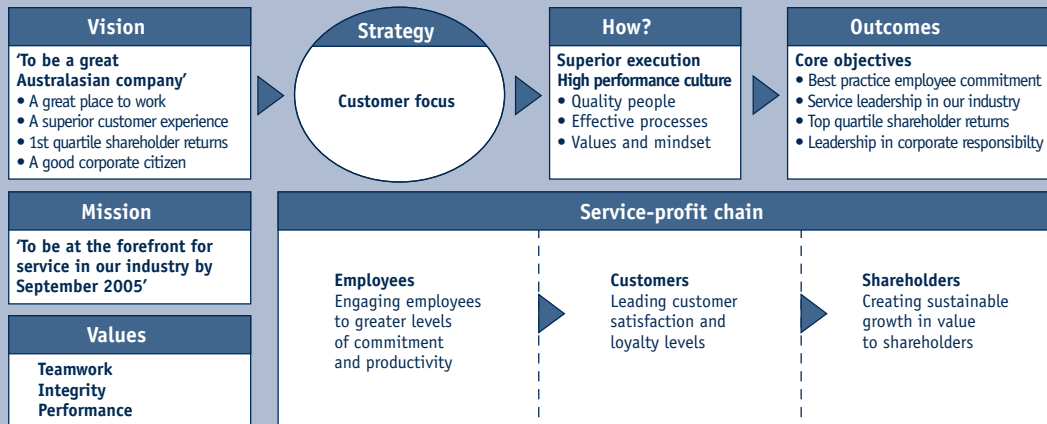 Vision
'To be a great
Australasian company'
• A great place to work
• A superior customer experience
• 1st quartile shareholder returns
• A good corporate citizen
Strategy
Customer focus
How?
Superior execution
High performance culture
• Quality people
• Effective processes
• Values and mindset
Outcomes
Core objectives
• Best practice employee commitment
• Service leadership in our industry
• Top quartile shareholder returns
• Leadership in corporate responsibilty
Mission
'To be at the forefront for
service in our industry by
September 2005'
Values
Teamwork
Integrity
Performance
Service-profit chain
Employees
Engaging employees
to greater levels
of commitment
and productivity
Customers
Leading customer
satisfaction and
loyalty levels
Shareholders
Creating sustainable
growth in value
to shareholders